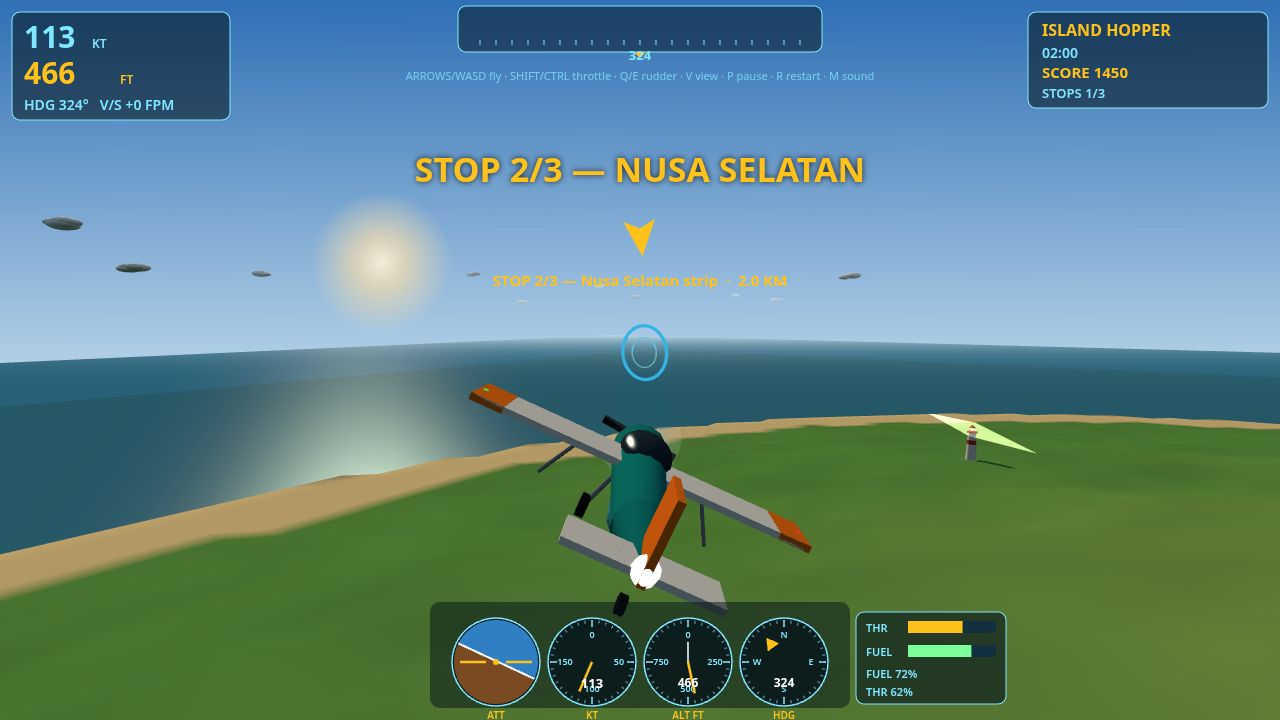 113 KT
466 FT
HDG 324° V/S +0 FPM
324
ARROWS/WASD fly · SHIFT/CTRL throttle · Q/E rudder · V view · P pause · R restart · M sound
ISLAND HOPPER
02:00
SCORE 1450
STOPS 1/3
STOP 2/3 — NUSA SELATAN
STOP 2/3 — Nusa Selatan strip · 2.0 KM
0
50
100
150
113
0
250
500
750
466
N
E
S
W
324
ATT
KT
ALT FT
HDG
THR
FUEL
FUEL 72%
THR 62%